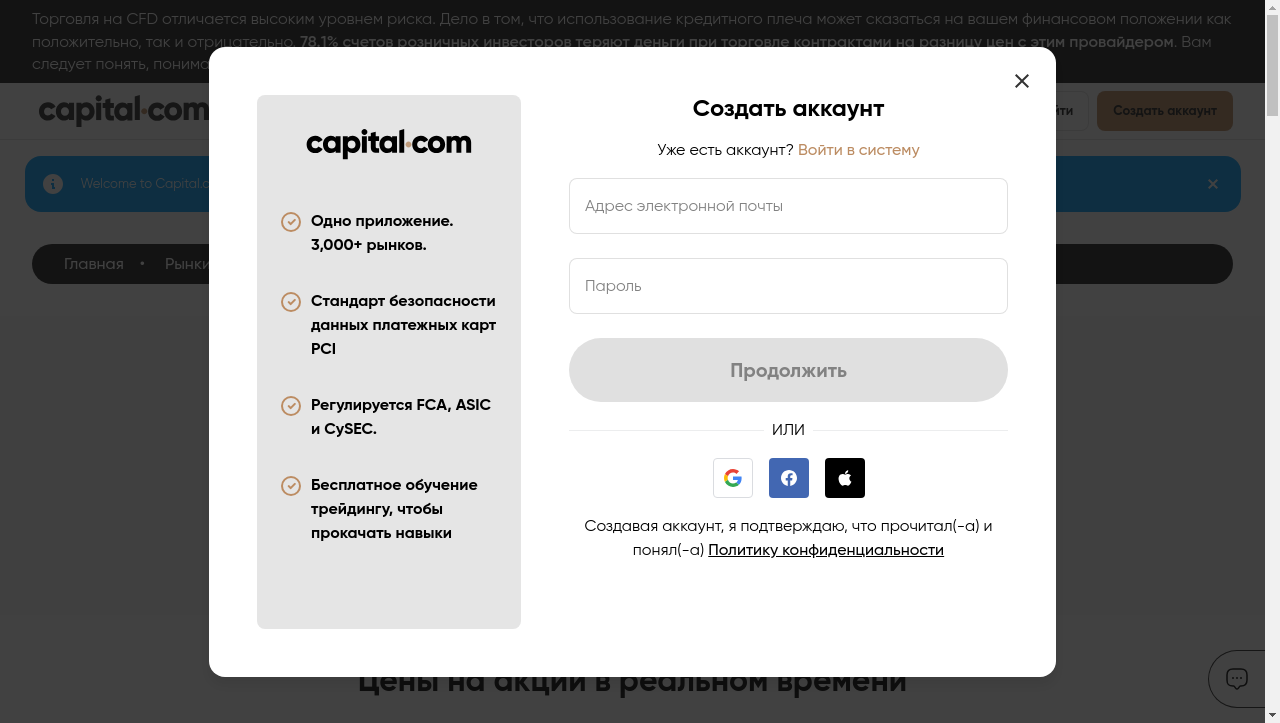 Торговля на CFD отличается высоким уровнем риска. Дело в том, что использование кредитного плеча может сказаться на вашем финансовом положении как
положительно, так и отрицательно. 78.1% счетов розничных инвесторов теряют деньги при торговле контрактами на разницу цен с этим провайдером. Вам
следует понять, понима
capital.com
Создать аккаунт
Welcome to Capital.c
Главная • Рынки
capital.com
Одно приложение.
3,000+ рынков.
Стандарт безопасности
данных платежных карт
PCI
Регулируется FCA, ASIC
и CySEC.
Бесплатное обучение
трейдингу, чтобы
прокачать навыки
Создать аккаунт
Уже есть аккаунт? Войти в систему
Адрес электронной почты
Пароль
Продолжить
ИЛИ
Создавая аккаунт, я подтверждаю, что прочитал(-а) и
понял(-а) Политику конфиденциальности
Цены на акции в реальном времени